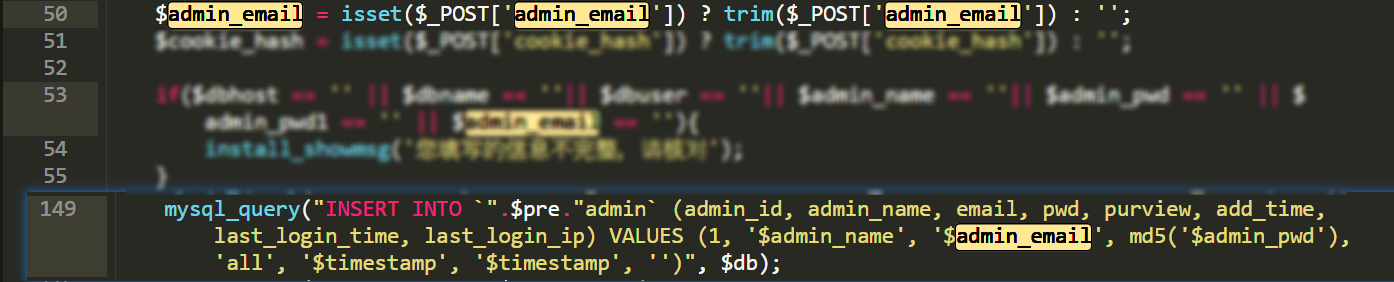 50 $admin_email = isset($_POST['admin_email']) ? trim($_POST['admin_email']) : '';
51 $cookie_hash = isset($_POST['cookie_hash']) ? trim($_POST['cookie_hash']) : '';
52
53 if($dbhost == '' || $dbname == ''|| $dbuser == ''|| $admin_name == ''|| $admin_pwd == '' || $
admin_pwd1 == '' || $admin_email == ''){
54 install_showmsg('您填写的信息不完整, 请核对');
55 }
149 mysql_query("INSERT INTO `".$pre."admin` (admin_id, admin_name, email, pwd, purview, add_time,
last_login_time, last_login_ip) VALUES (1, '$admin_name', '$admin_email', md5('$admin_pwd'),
'all', '$timestamp', '$timestamp', '')", $db);